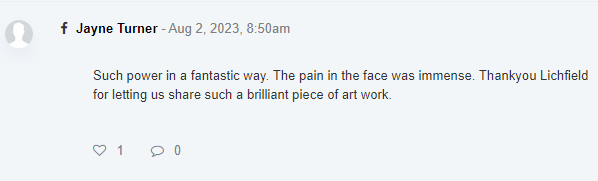 Jayne Turner - Aug 2, 2023, 8:50am
Such power in a fantastic way. The pain in the face was immense. Thankyou Lichfield
for letting us share such a brilliant piece of art work.
1 0